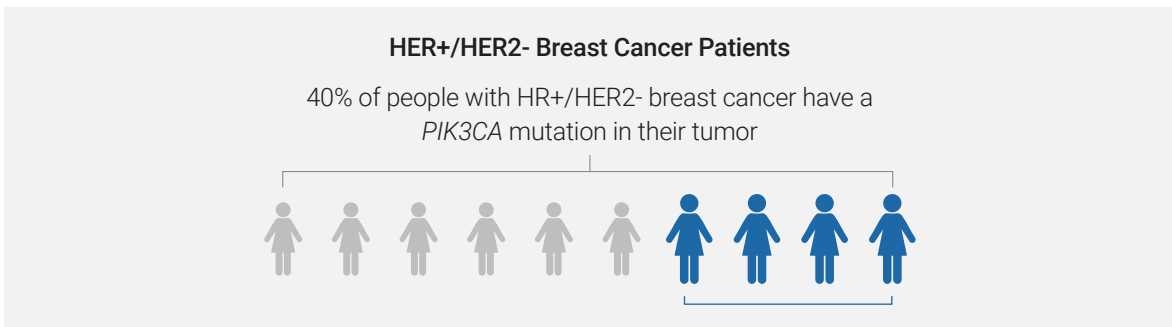 HER+/HER2- Breast Cancer Patients
40% of people with HR+/HER2- breast cancer have a
PIK3CA mutation in their tumor